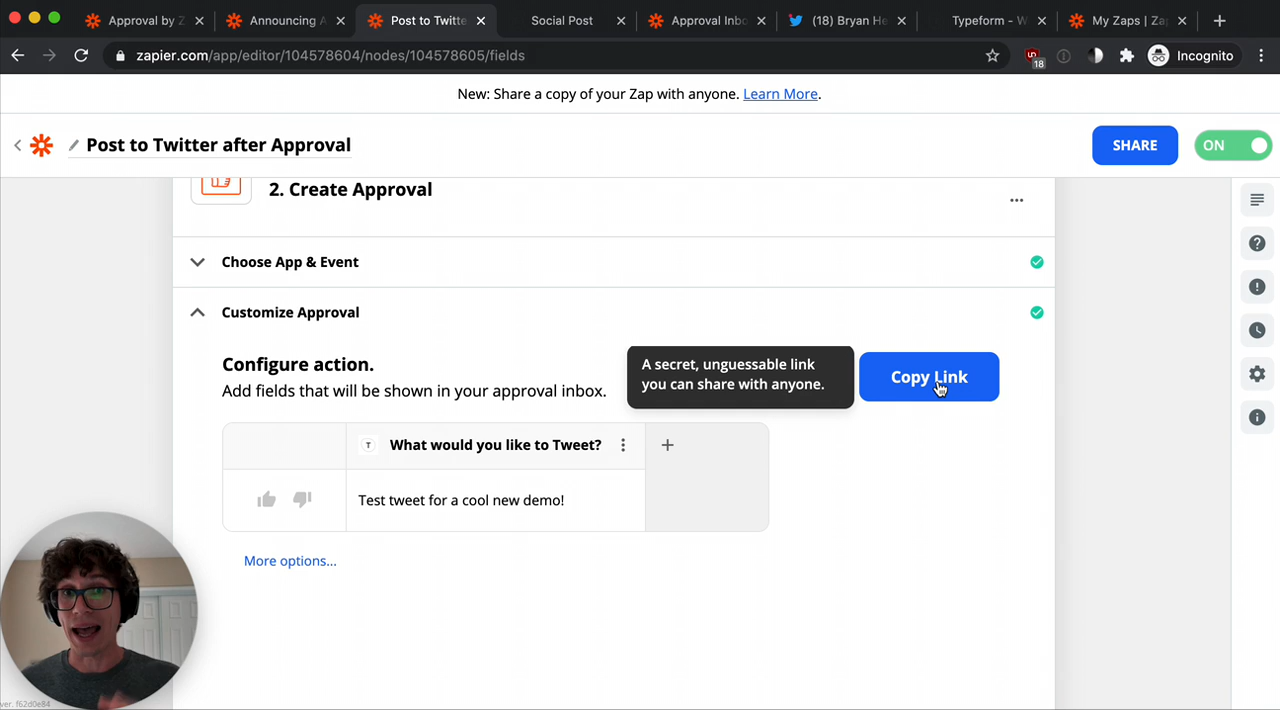 Approval by Z
Announcing A
Post to Twitte
Social Post
Approval Inbo
(18) Bryan He
Typeform - W
My Zaps | Za
zapier.com/app/editor/104578604/nodes/104578605/fields
18
Incognito
New: Share a copy of your Zap with anyone. Learn More.
Post to Twitter after Approval
SHARE
ON
2. Create Approval
Choose App & Event
Customize Approval
Configure action.
Add fields that will be shown in your approval inbox.
A secret, unguessable link
you can share with anyone.
Copy Link
T
What would you like to Tweet?
Test tweet for a cool new demo!
More options...
ver. f62d0e84